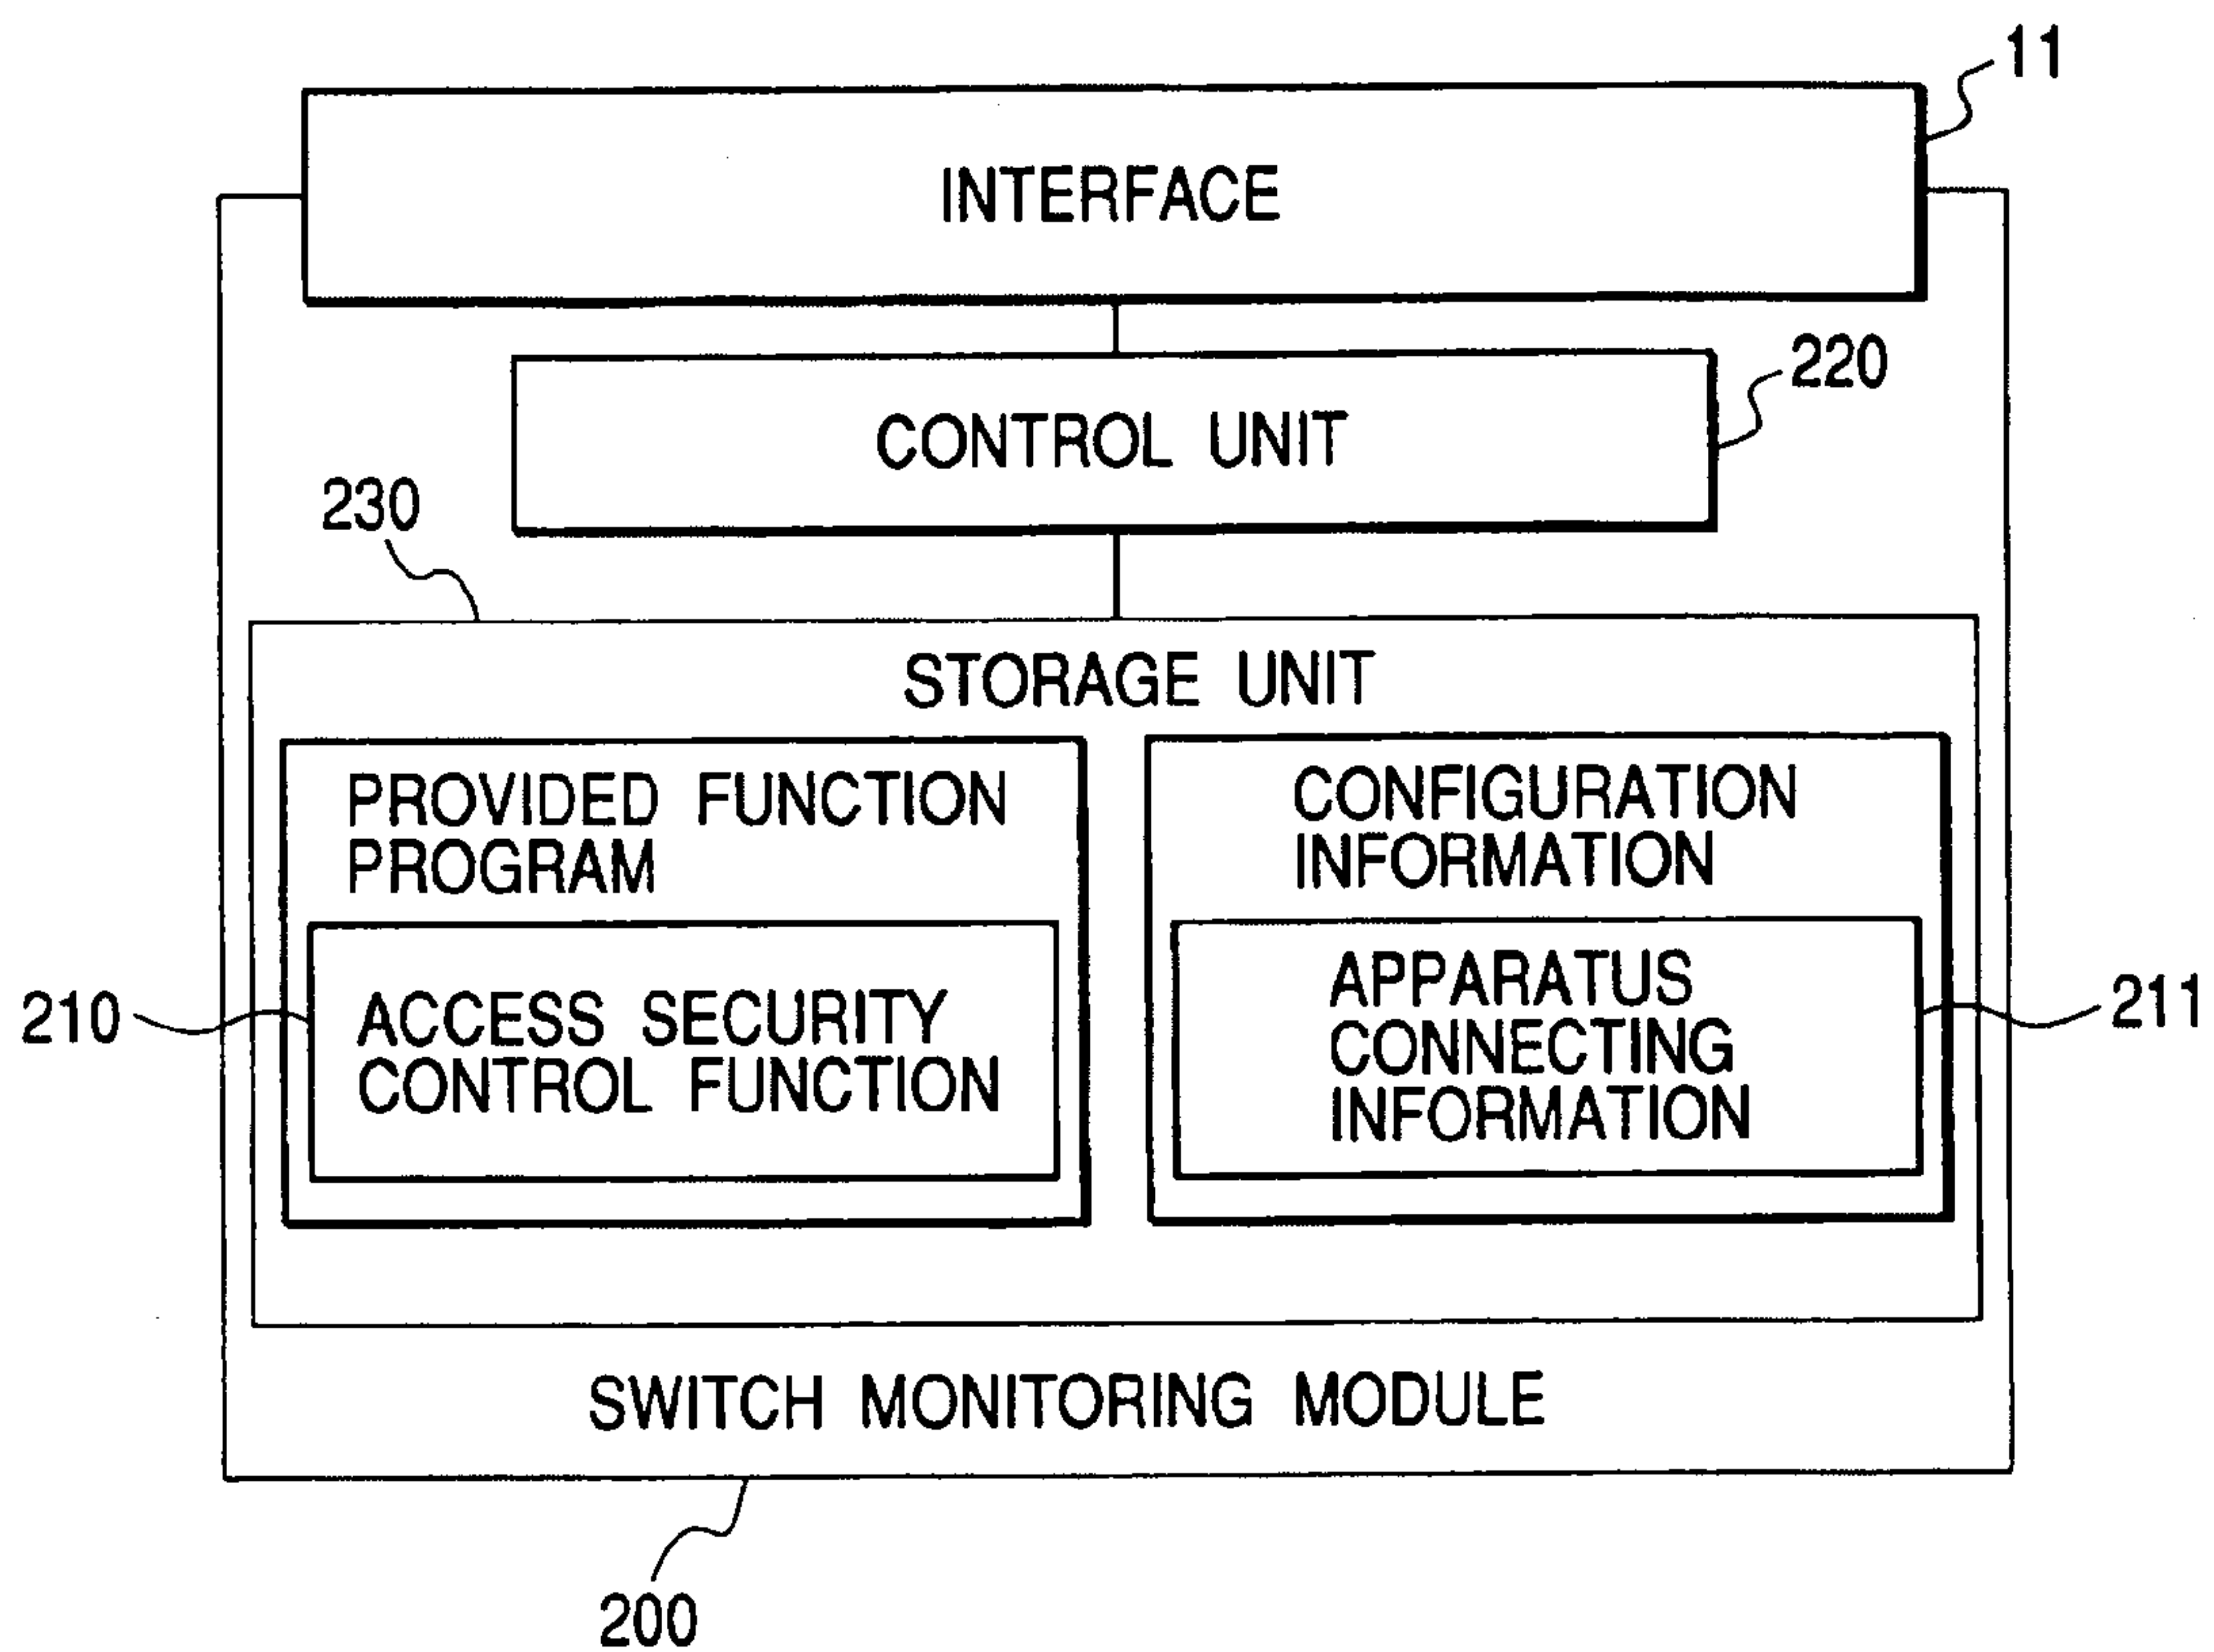 11
INTERFACE
220
CONTROL UNIT
230
STORAGE UNIT
PROVIDED FUNCTION
PROGRAM
CONFIGURATION
INFORMATION
210
ACCESS SECURITY
CONTROL FUNCTION
APPARATUS
CONNECTING
INFORMATION
211
SWITCH MONITORING MODULE
200